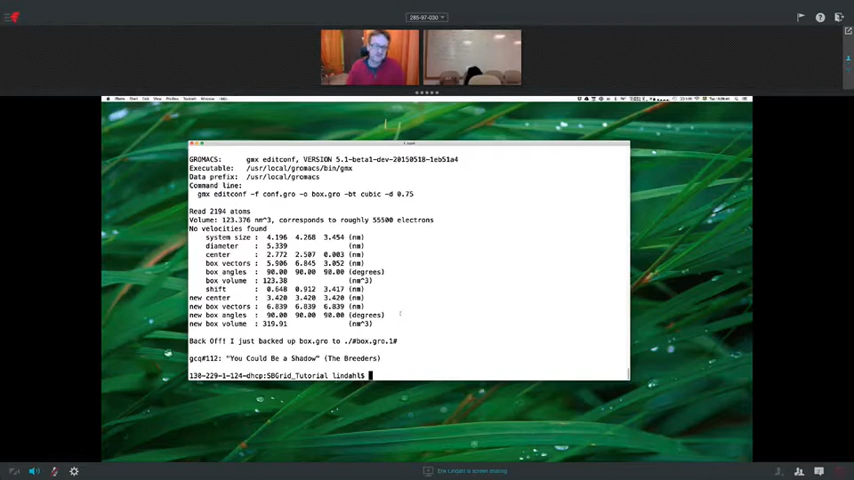 285-97-030
GROMACS: gmx editconf, VERSION 5.1-beta1-dev-20150518-1eb51a4
Executable: /usr/local/gromacs/bin/gmx
Data prefix: /usr/local/gromacs
Command line:
gmx editconf -f conf.gro -o box.gro -bt cubic -d 0.75
Read 2194 atoms
Volume: 123.376 nm^3, corresponds to roughly 55500 electrons
No velocities found
system size : 4.196 4.268 3.454 (nm)
diameter : 5.339 (nm)
center : 2.772 2.507 0.003 (nm)
box vectors : 5.906 6.845 3.052 (nm)
box angles : 90.00 90.00 90.00 (degrees)
box volume : 123.38 (nm^3)
shift : 0.648 0.912 3.417 (nm)
new center : 3.420 3.420 3.420 (nm)
new box vectors : 6.839 6.839 6.839 (nm)
new box angles : 90.00 90.00 90.00 (degrees)
new box volume : 319.91 (nm^3)
Back Off! I just backed up box.gro to ./#box.gro.1#
gcq#112: "You Could Be a Shadow" (The Breeders)
130-229-1-124-dhcp:SBGrid_Tutorial lindahl$
Erik Lindahl is screen sharing